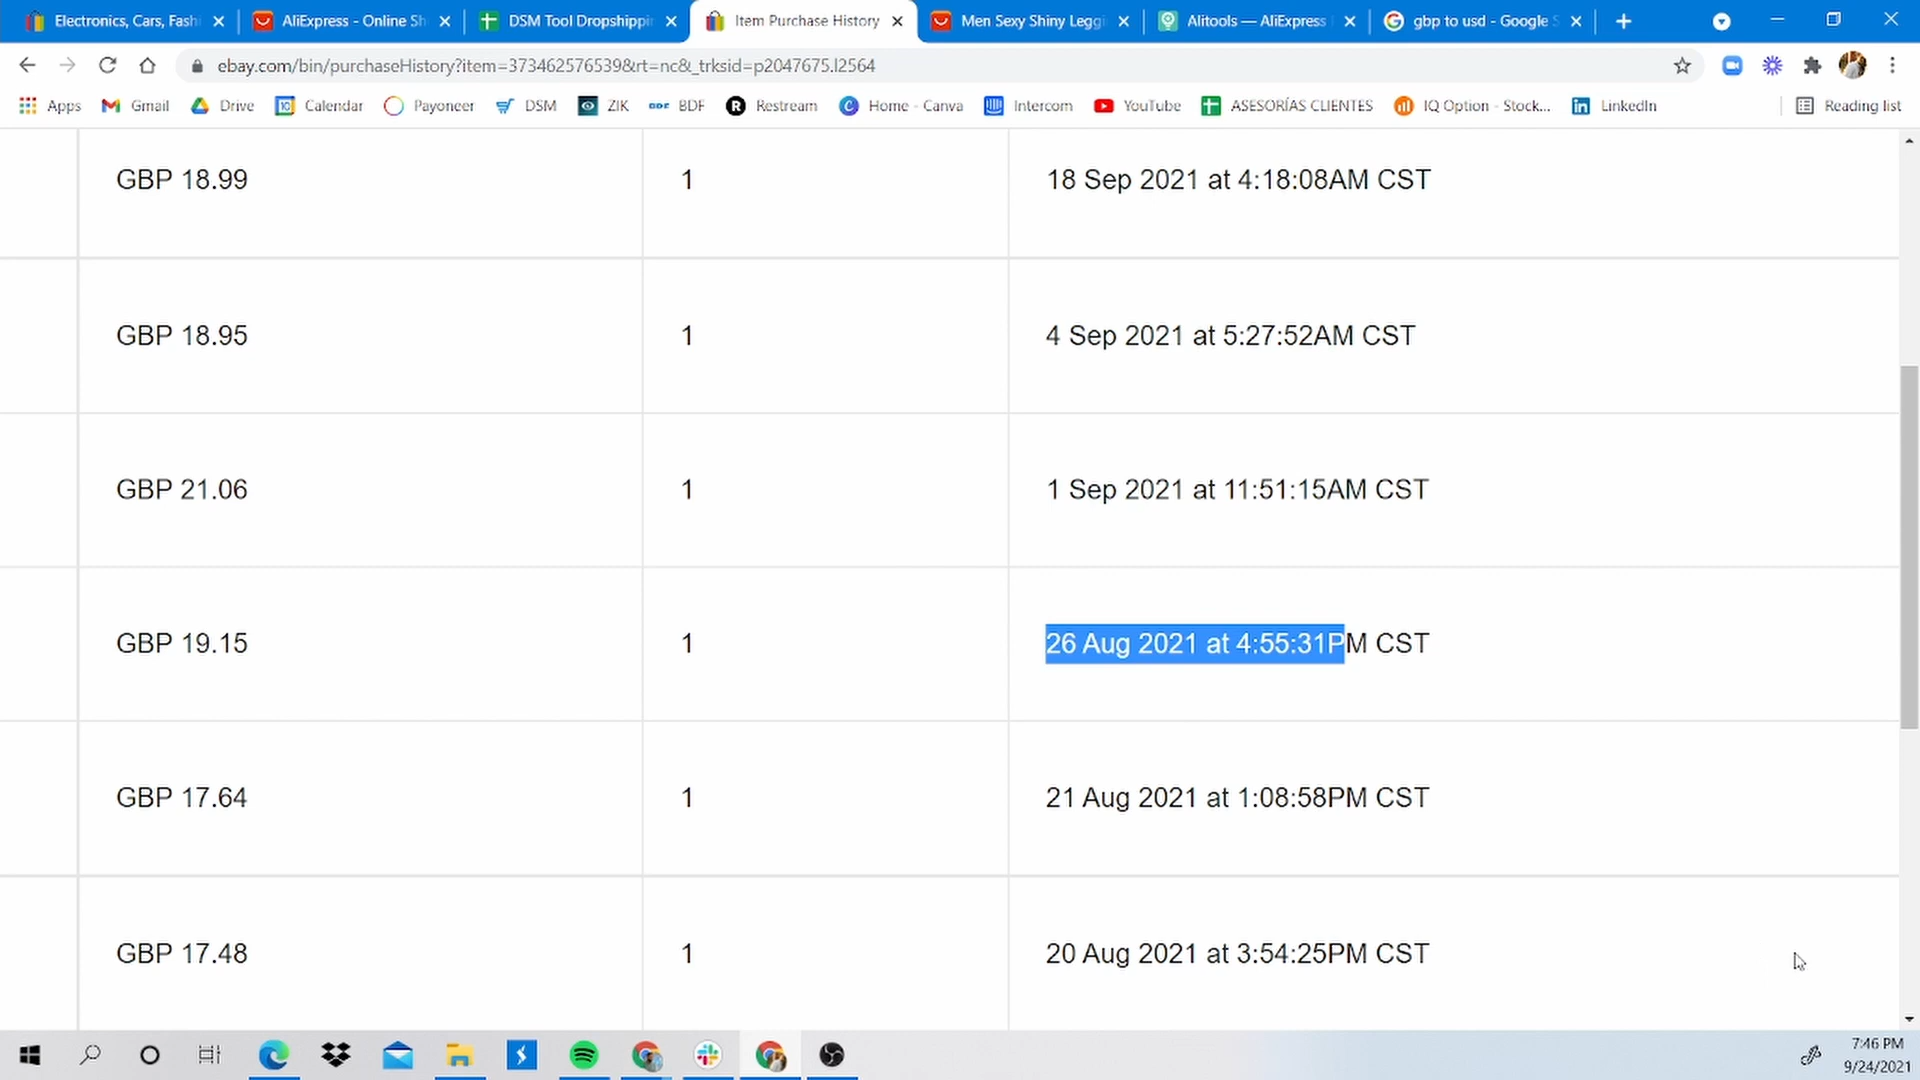 Electronics, Cars, Fashi
AliExpress - Online Sh
DSM Tool Dropshippin
Item Purchase History
Men Sexy Shiny Leggi
Alitools — AliExpress
gbp to usd - Google S
ebay.com/bin/purchaseHistory?item=373462576539&rt=nc&_trksid=p2047675.l2564
Apps
Gmail
Drive
Calendar
Payoneer
DSM
ZIK
BDF
Restream
Home - Canva
Intercom
YouTube
ASESORÍAS CLIENTES
IQ Option - Stock...
LinkedIn
Reading list
GBP 18.99 1 18 Sep 2021 at 4:18:08AM CST
GBP 18.95 1 4 Sep 2021 at 5:27:52AM CST
GBP 21.06 1 1 Sep 2021 at 11:51:15AM CST
GBP 19.15 1 26 Aug 2021 at 4:55:31PM CST
GBP 17.64 1 21 Aug 2021 at 1:08:58PM CST
GBP 17.48 1 20 Aug 2021 at 3:54:25PM CST
7:46 PM
9/24/2021